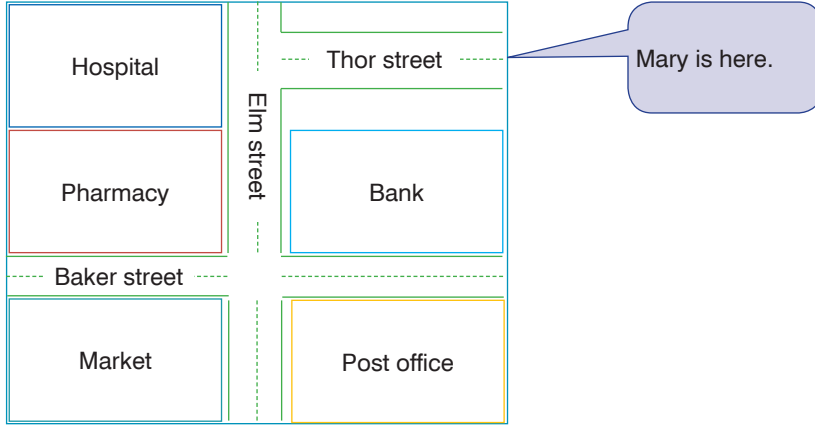 Hospital
Thor street
Mary is here.
Elm street
Pharmacy
Bank
Baker street
Market
Post office